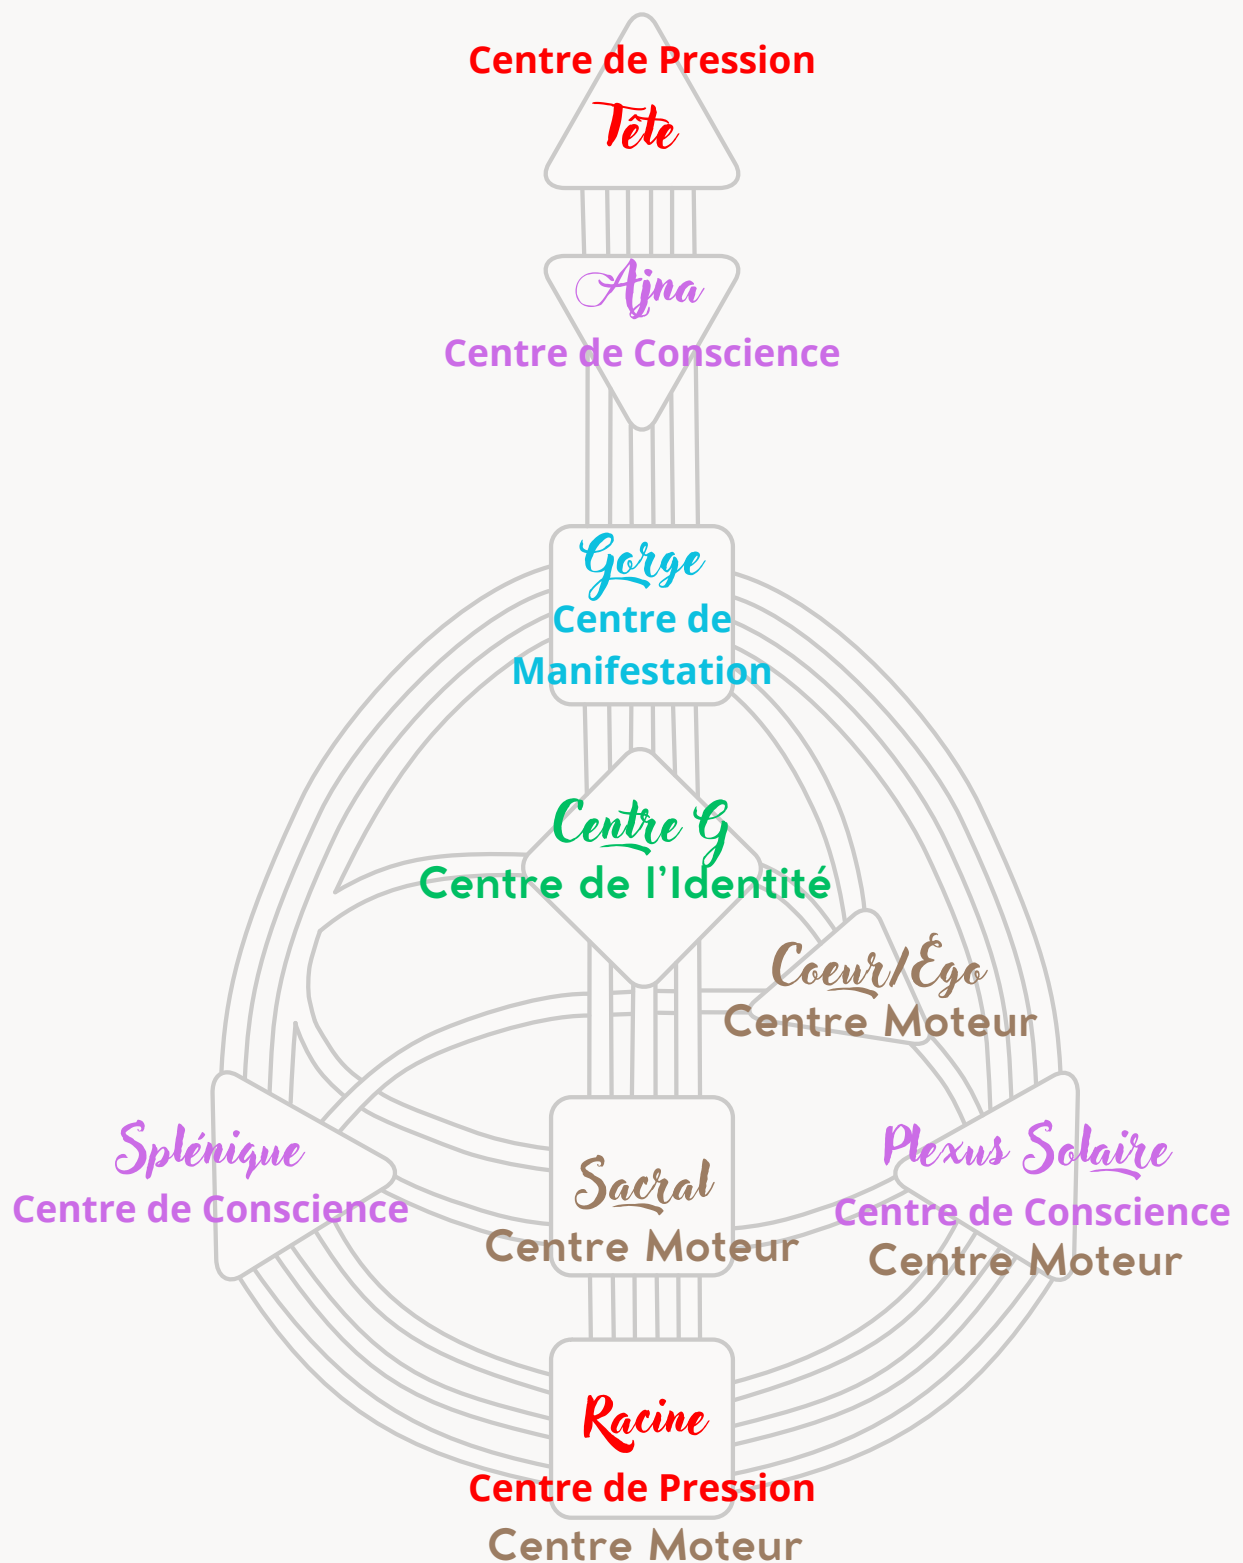 Centre de Pression
Tête
Ajna
Centre de Conscience
Gorge
Centre de
Manifestation
Centre G
Centre de l'Identité
Coeur/Égo
Centre Moteur
Splénique
Centre de Conscience
Sacral
Centre Moteur
Plexus Solaire
Centre de Conscience
Centre Moteur
Racine
Centre de Pression
Centre Moteur